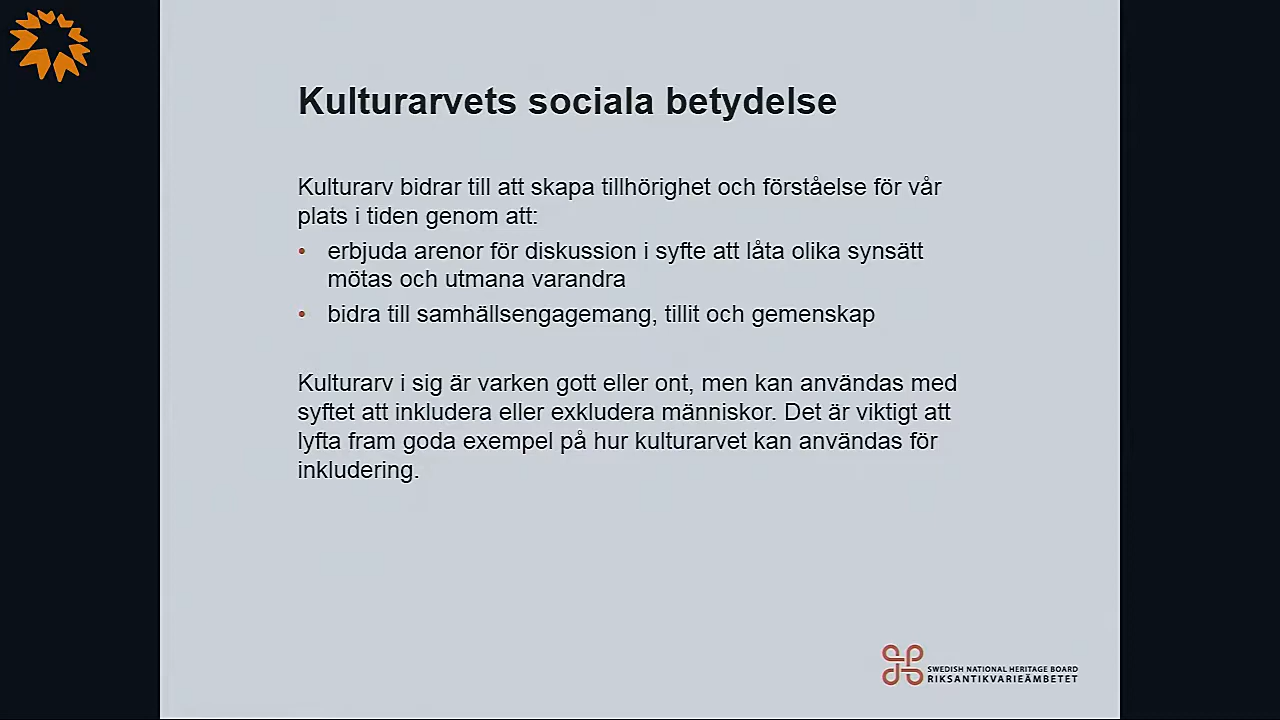 Kulturarvets sociala betydelse
Kulturarv bidrar till att skapa tillhörighet och förståelse för vår
plats i tiden genom att:
• erbjuda arenor för diskussion i syfte att låta olika synsätt
mötas och utmana varandra
• bidra till samhällsengagemang, tillit och gemenskap
Kulturarv i sig är varken gott eller ont, men kan användas med
syftet att inkludera eller exkludera människor. Det är viktigt att
lyfta fram goda exempel på hur kulturarvet kan användas för
inkludering.
SWEDISH NATIONAL HERITAGE BOARD
RIKSANTIKVARIEÄMBETET